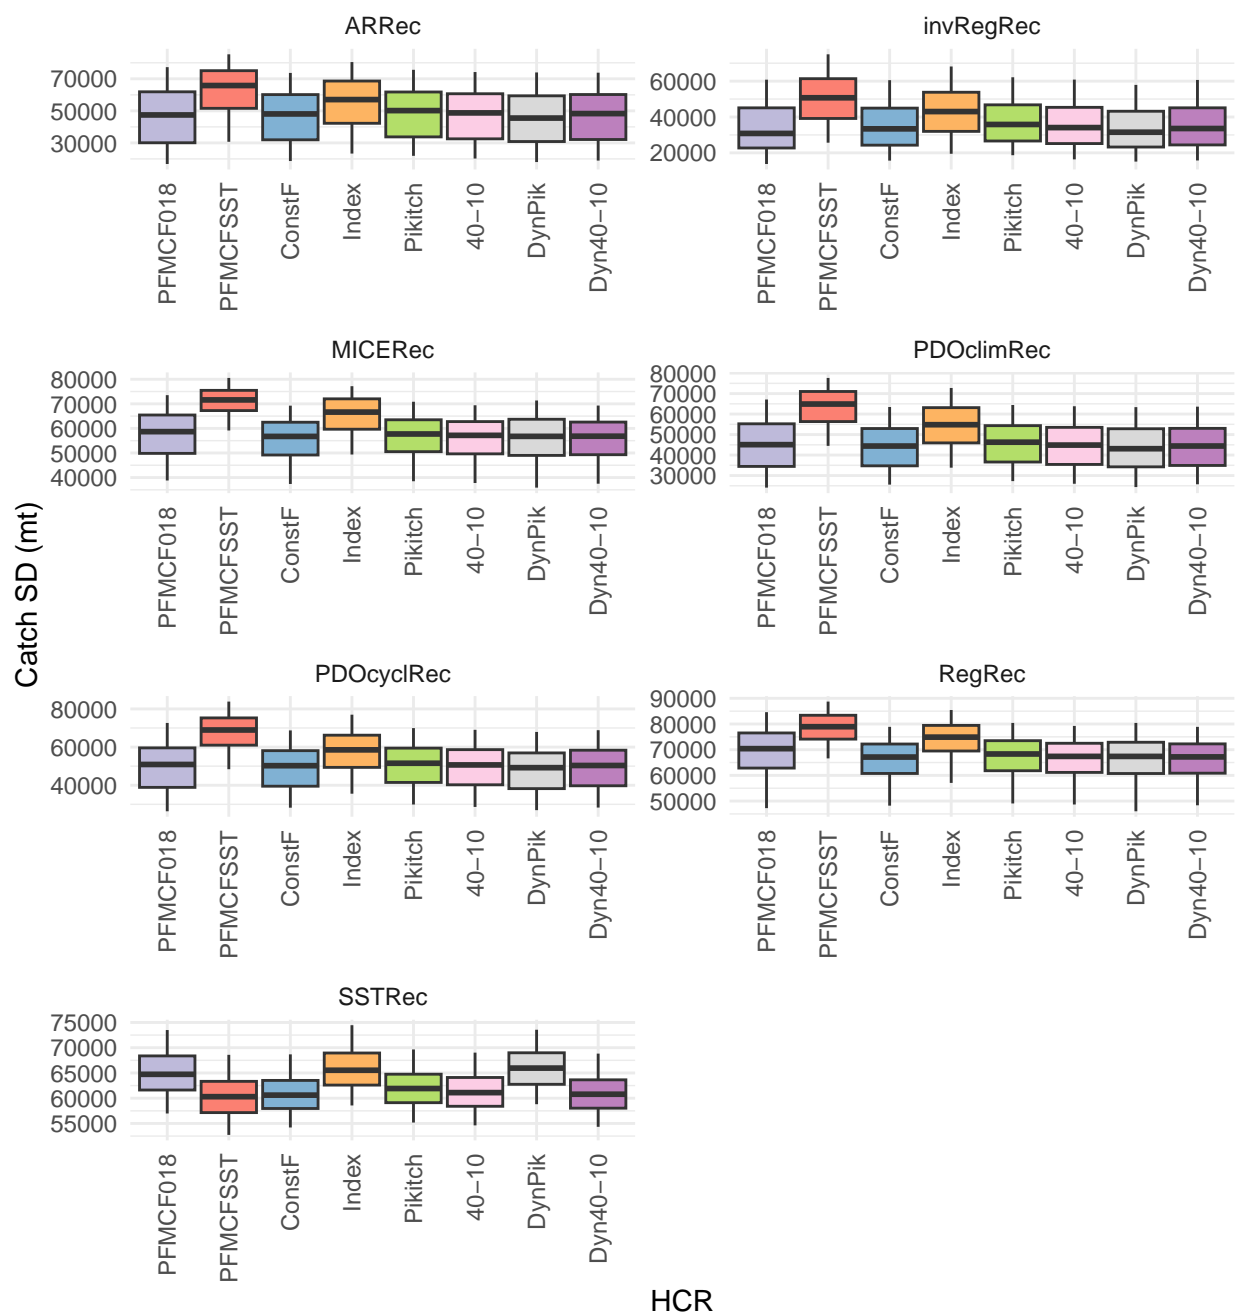 ARRec
70000
50000
30000
PFMCF018
PFMCFSST
ConstF
Index
Pikitch
40−10
DynPik
Dyn40−10
invRegRec
60000
40000
20000
PFMCF018
PFMCFSST
ConstF
Index
Pikitch
40−10
DynPik
Dyn40−10
MICERec
80000
70000
60000
50000
40000
PFMCF018
PFMCFSST
ConstF
Index
Pikitch
40−10
DynPik
Dyn40−10
PDOclimRec
80000
70000
60000
50000
40000
30000
PFMCF018
PFMCFSST
ConstF
Index
Pikitch
40−10
DynPik
Dyn40−10
Catch SD (mt)
PDOcyclRec
80000
60000
40000
PFMCF018
PFMCFSST
ConstF
Index
Pikitch
40−10
DynPik
Dyn40−10
RegRec
90000
80000
70000
60000
50000
PFMCF018
PFMCFSST
ConstF
Index
Pikitch
40−10
DynPik
Dyn40−10
SSTRec
75000
70000
65000
60000
55000
PFMCF018
PFMCFSST
ConstF
Index
Pikitch
40−10
DynPik
Dyn40−10
HCR